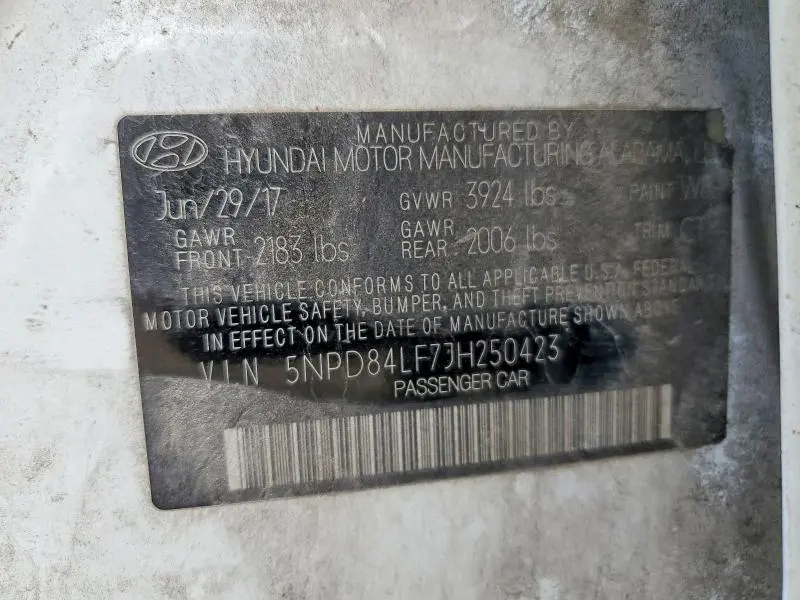 MANUFACTURED BY
HYUNDAI MOTOR MANUFACTURING ALABAMA,
Jun/29/17 GVWR 3924 lbs PAINT
GAWR FRONT 2183 lbs GAWR REAR 2006 lbs TRIM
THIS VEHICLE CONFORMS TO ALL APPLICABLE U.S.A. FEDERAL
MOTOR VEHICLE SAFETY, BUMPER, AND THEFT PREVENTION STANDARDS
IN EFFECT ON THE DATE OF MANUFACTURE SHOWN ABOVE.
VIN 5NPD84LF7JH250423
PASSENGER CAR